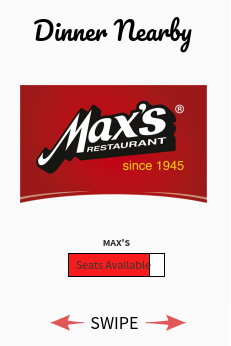 Dinner Nearby
Max's ®
RESTAURANT
since 1945
MAX'S
Seats Available
SWIPE